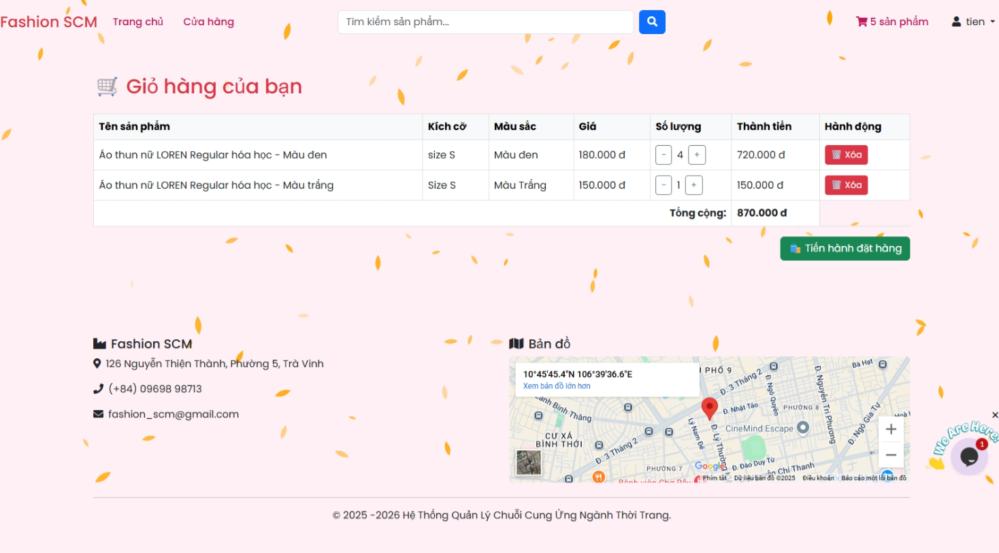 Fashion SCM Trang chủ Cửa hàng Tìm kiếm sản phẩm... 5 sản phẩm tien
Giỏ hàng của bạn
Tên sản phẩm Kích cỡ Màu sắc Giá Số lượng Thành tiền Hành động
Áo thun nữ LOREN Regular hóa học - Màu đen size S Màu đen 180.000 đ - 4 + 720.000 đ Xóa
Áo thun nữ LOREN Regular hóa học - Màu trắng Size S Màu Trắng 150.000 đ - 1 + 150.000 đ Xóa
Tổng cộng: 870.000 đ
Tiến hành đặt hàng
Fashion SCM
126 Nguyễn Thiện Thành, Phường 5, Trà Vinh
(+84) 09698 98713
fashion_scm@gmail.com
Bản đồ
10°45'45.4"N 106°39'36.6"E
Xem bản đồ lớn hơn
PHỐ 9
Đ. 3 Tháng 2
Bà Hạt
Đ. Ngô Quyền
Đ. Nguyễn Tri Phương
Bình Thăng
Đ. Nhật Tảo
PHƯỜNG 8
Đ. Ngô Gia Tự
CƯ XÁ
BÌNH THỚI
Lý Nam Đế
Đ. Lý Thường
CineMind Escape
Đ. 3 Tháng 2
PHƯỜNG 7
Google
Đ. Đào Duy Từ
Chí Thanh
Bệnh viện Chợ Rẫy
Phím tắt Dữ liệu bản đồ ©2025 Điều khoản Báo cáo một lỗi bản đồ
We Are Here!
1
© 2025 -2026 Hệ Thống Quản Lý Chuỗi Cung Ứng Ngành Thời Trang.